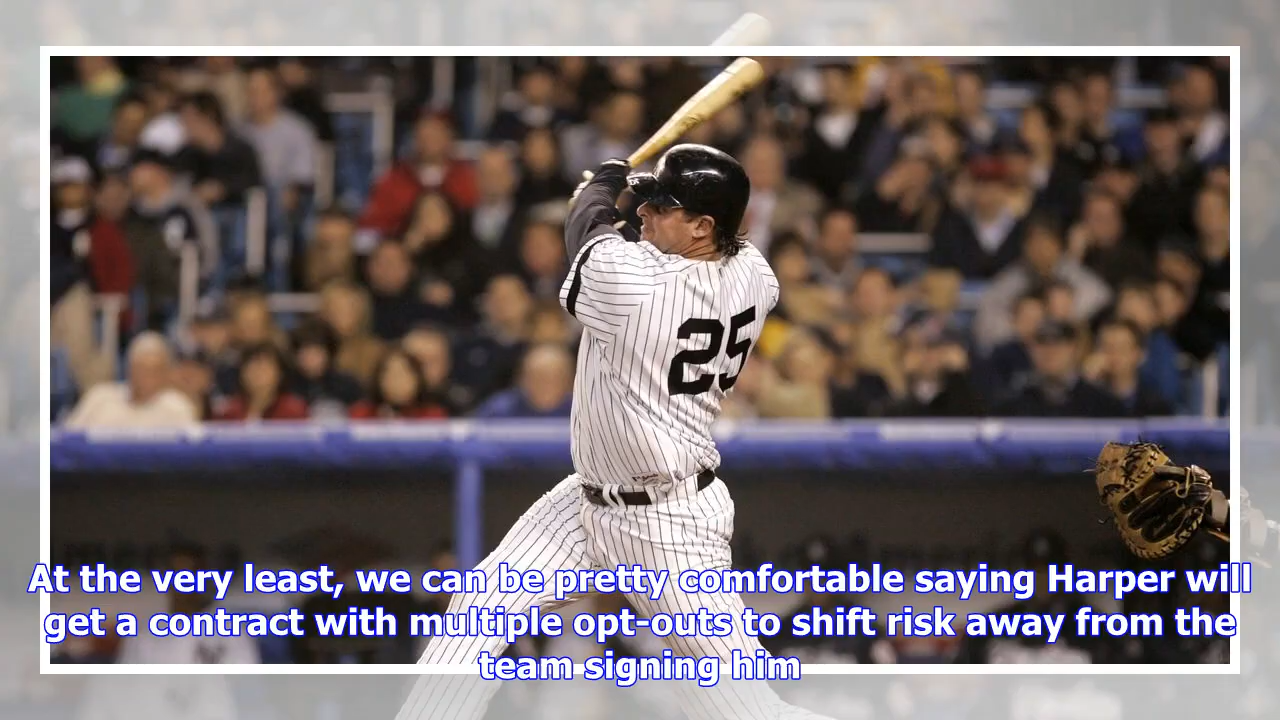 25
At the very least, we can be pretty comfortable saying Harper will
get a contract with multiple opt-outs to shift risk away from the
team signing him